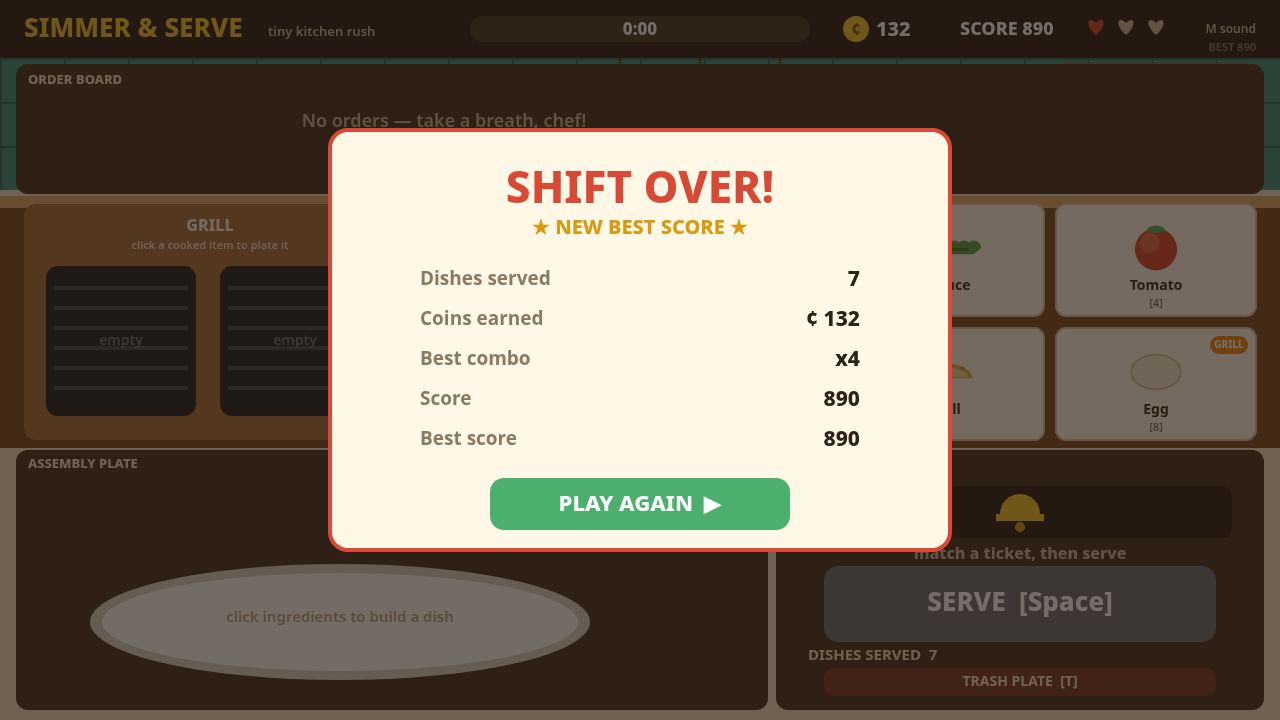 SIMMER & SERVE
tiny kitchen rush
0:00
¢ 132
SCORE 890
M sound
BEST 890
ORDER BOARD
No orders — take a breath, chef!
SHIFT OVER!
★ NEW BEST SCORE ★
Dishes served 7
Coins earned ¢ 132
Best combo x4
Score 890
Best score 890
PLAY AGAIN ▶
GRILL
click a cooked item to plate it
empty
empty
Tomato
[4]
GRILL
Egg
[8]
ASSEMBLY PLATE
click ingredients to build a dish
match a ticket, then serve
SERVE [Space]
DISHES SERVED 7
TRASH PLATE [T]